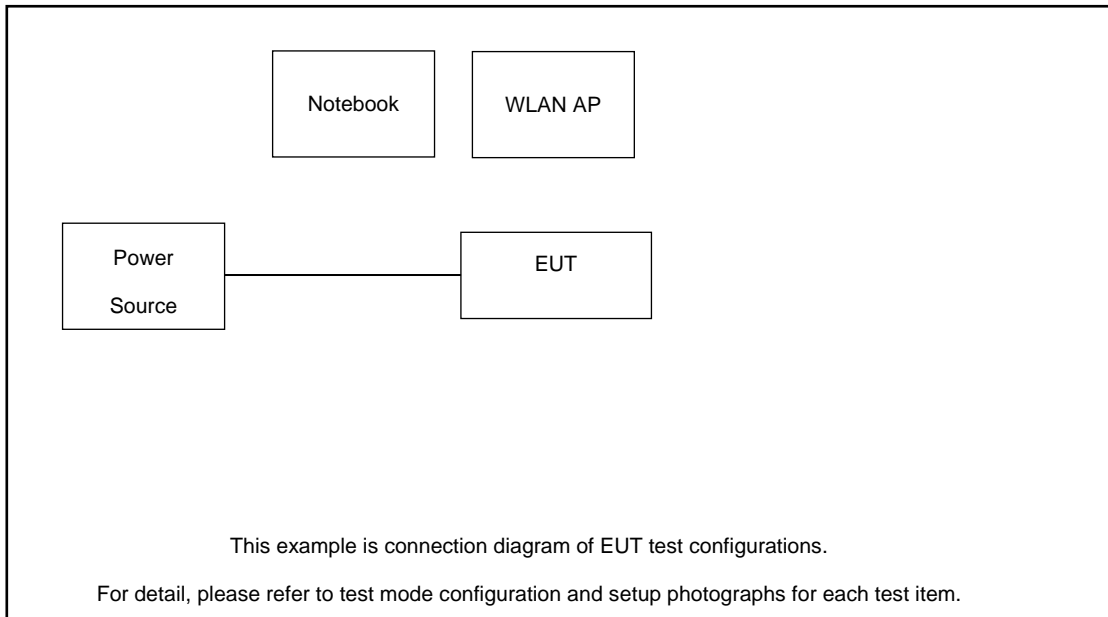 Notebook
WLAN AP
Power
Source
EUT
This example is connection diagram of EUT test configurations.
For detail, please refer to test mode configuration and setup photographs for each test item.